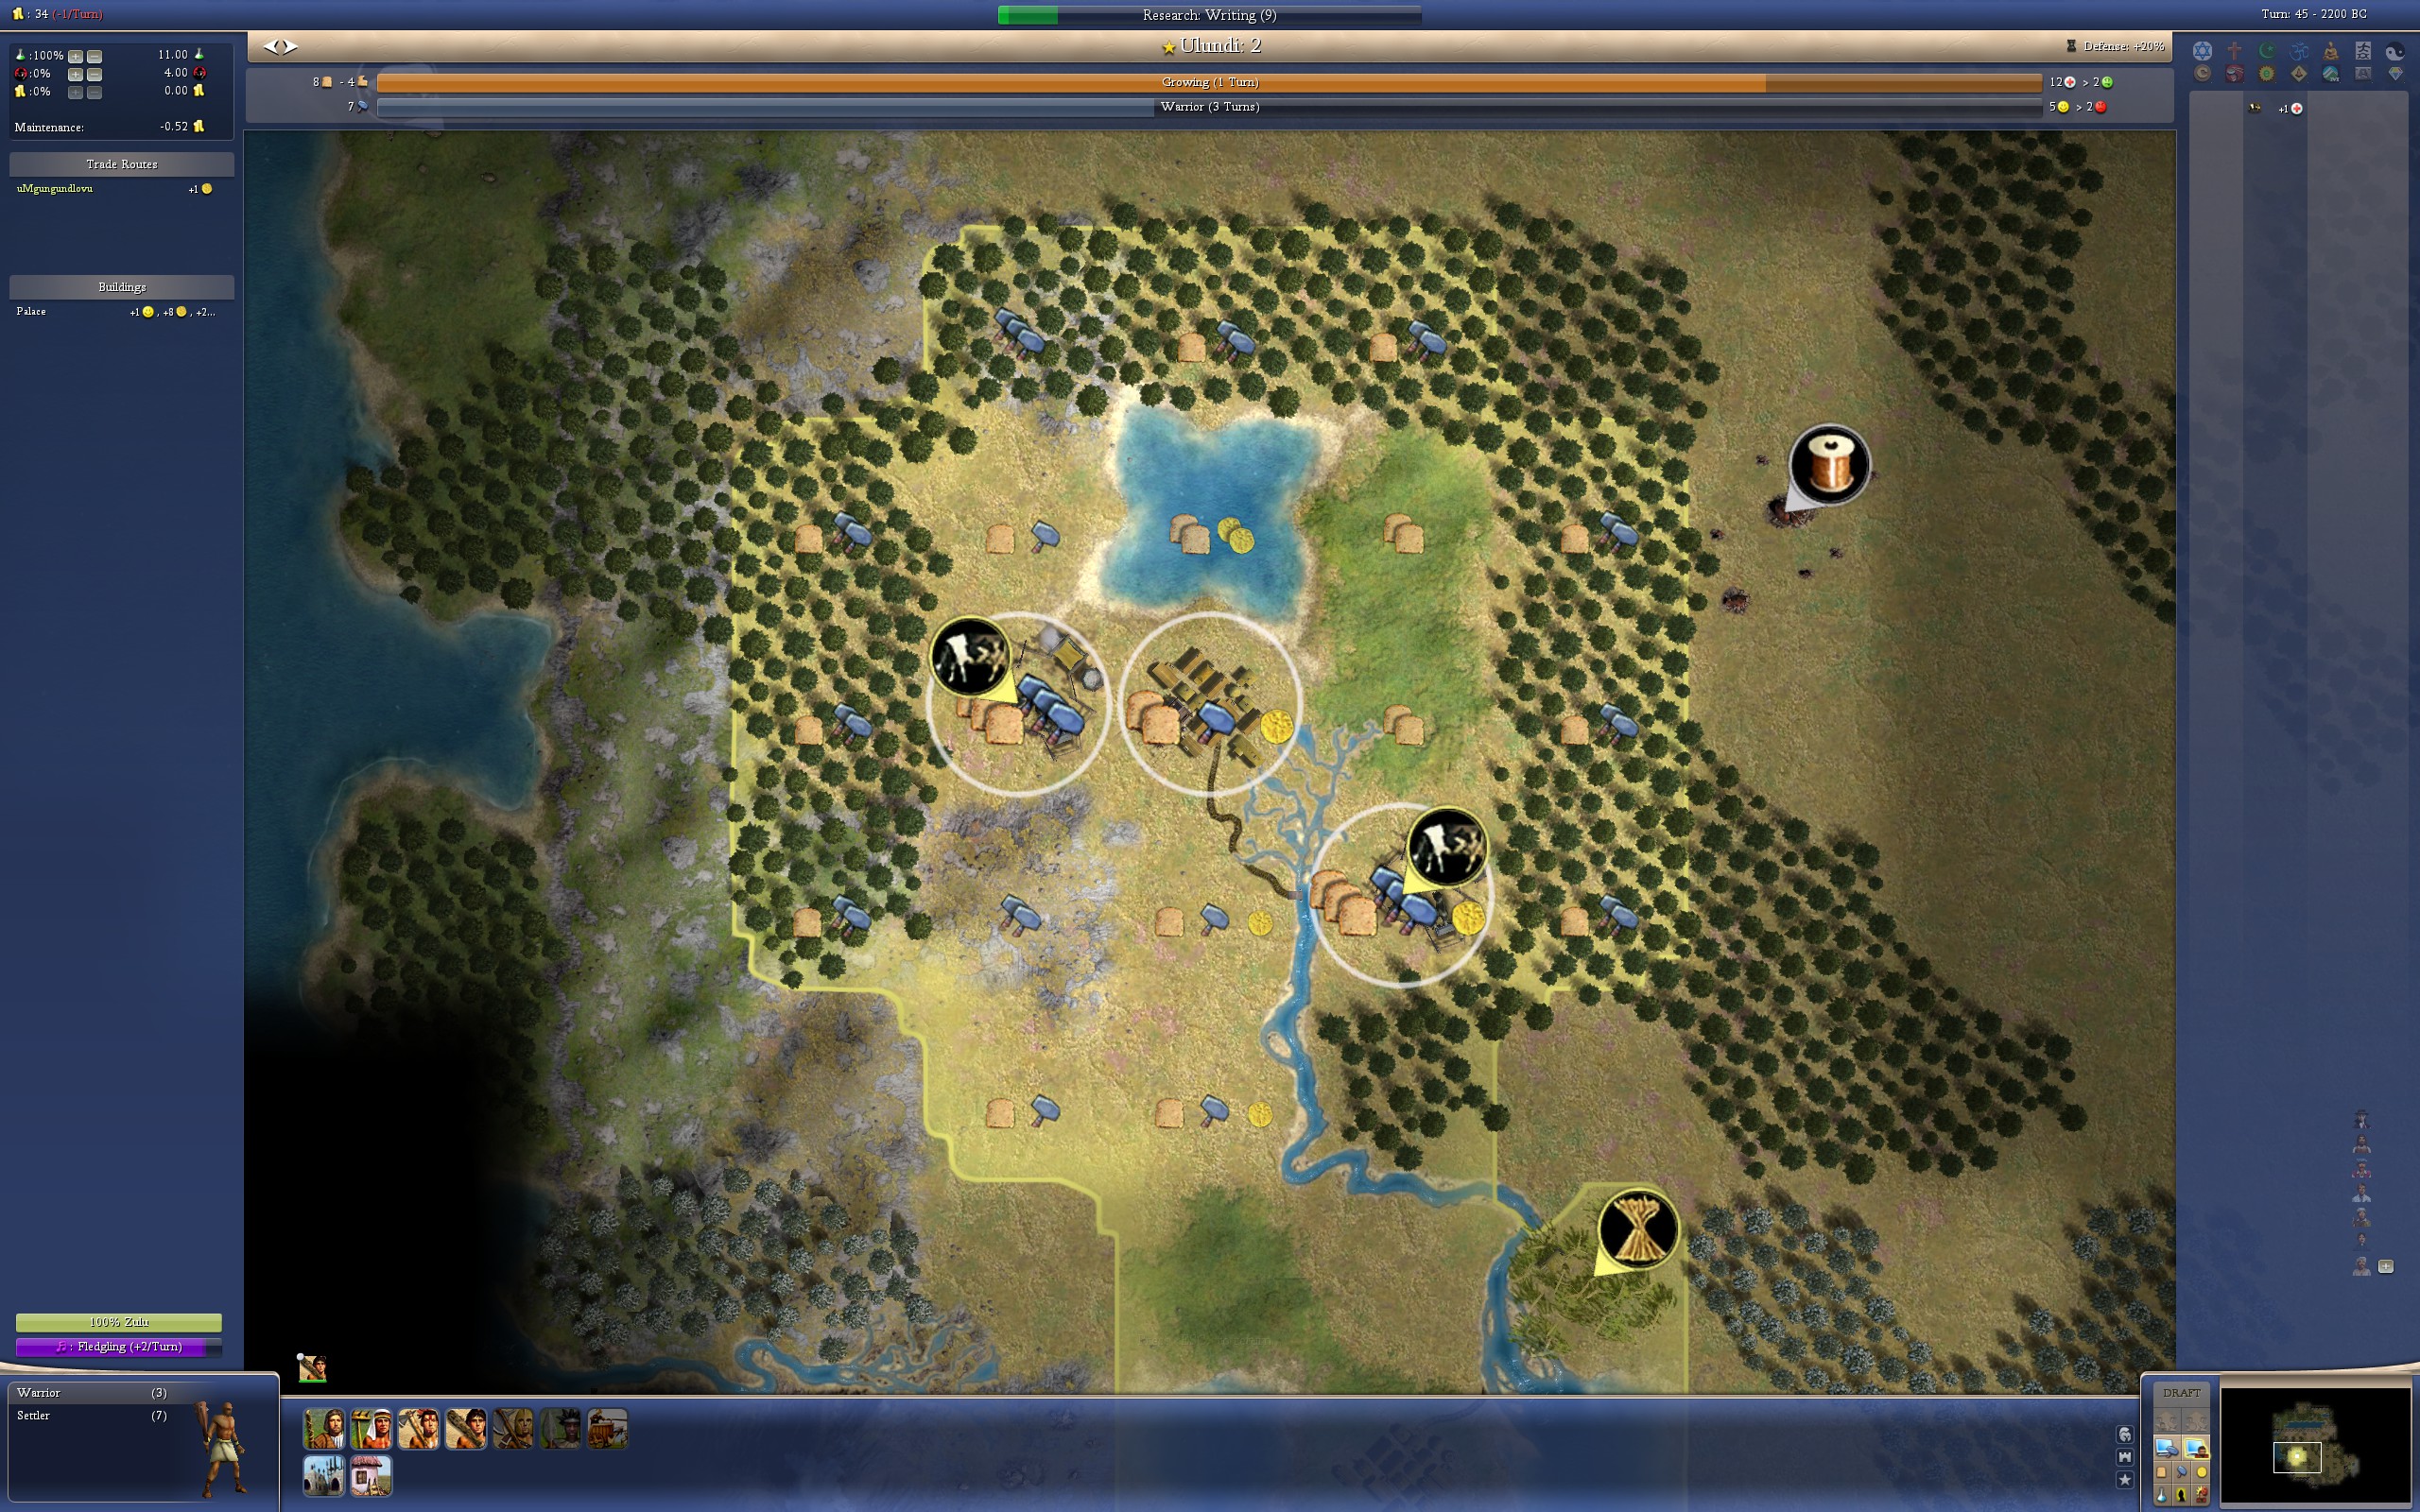 : 34 (-1/Turn)
Research: Writing (9)
Turn: 45 - 2200 BC
Ulundi: 2
Defense: +20%
:100% 11.00
:0% 4.00
:0% 0.00
Maintenance: -0.52
8 - 4
Growing (1 Turn)
12 > 2
7
Warrior (3 Turns)
5 > 2
+1
Trade Routes
uMgungundlovu +1
Buildings
Palace +1 , +8 , +2...
100% Zulu
: Fledgling (+2/Turn)
Warrior (3)
Settler (7)
DRAFT